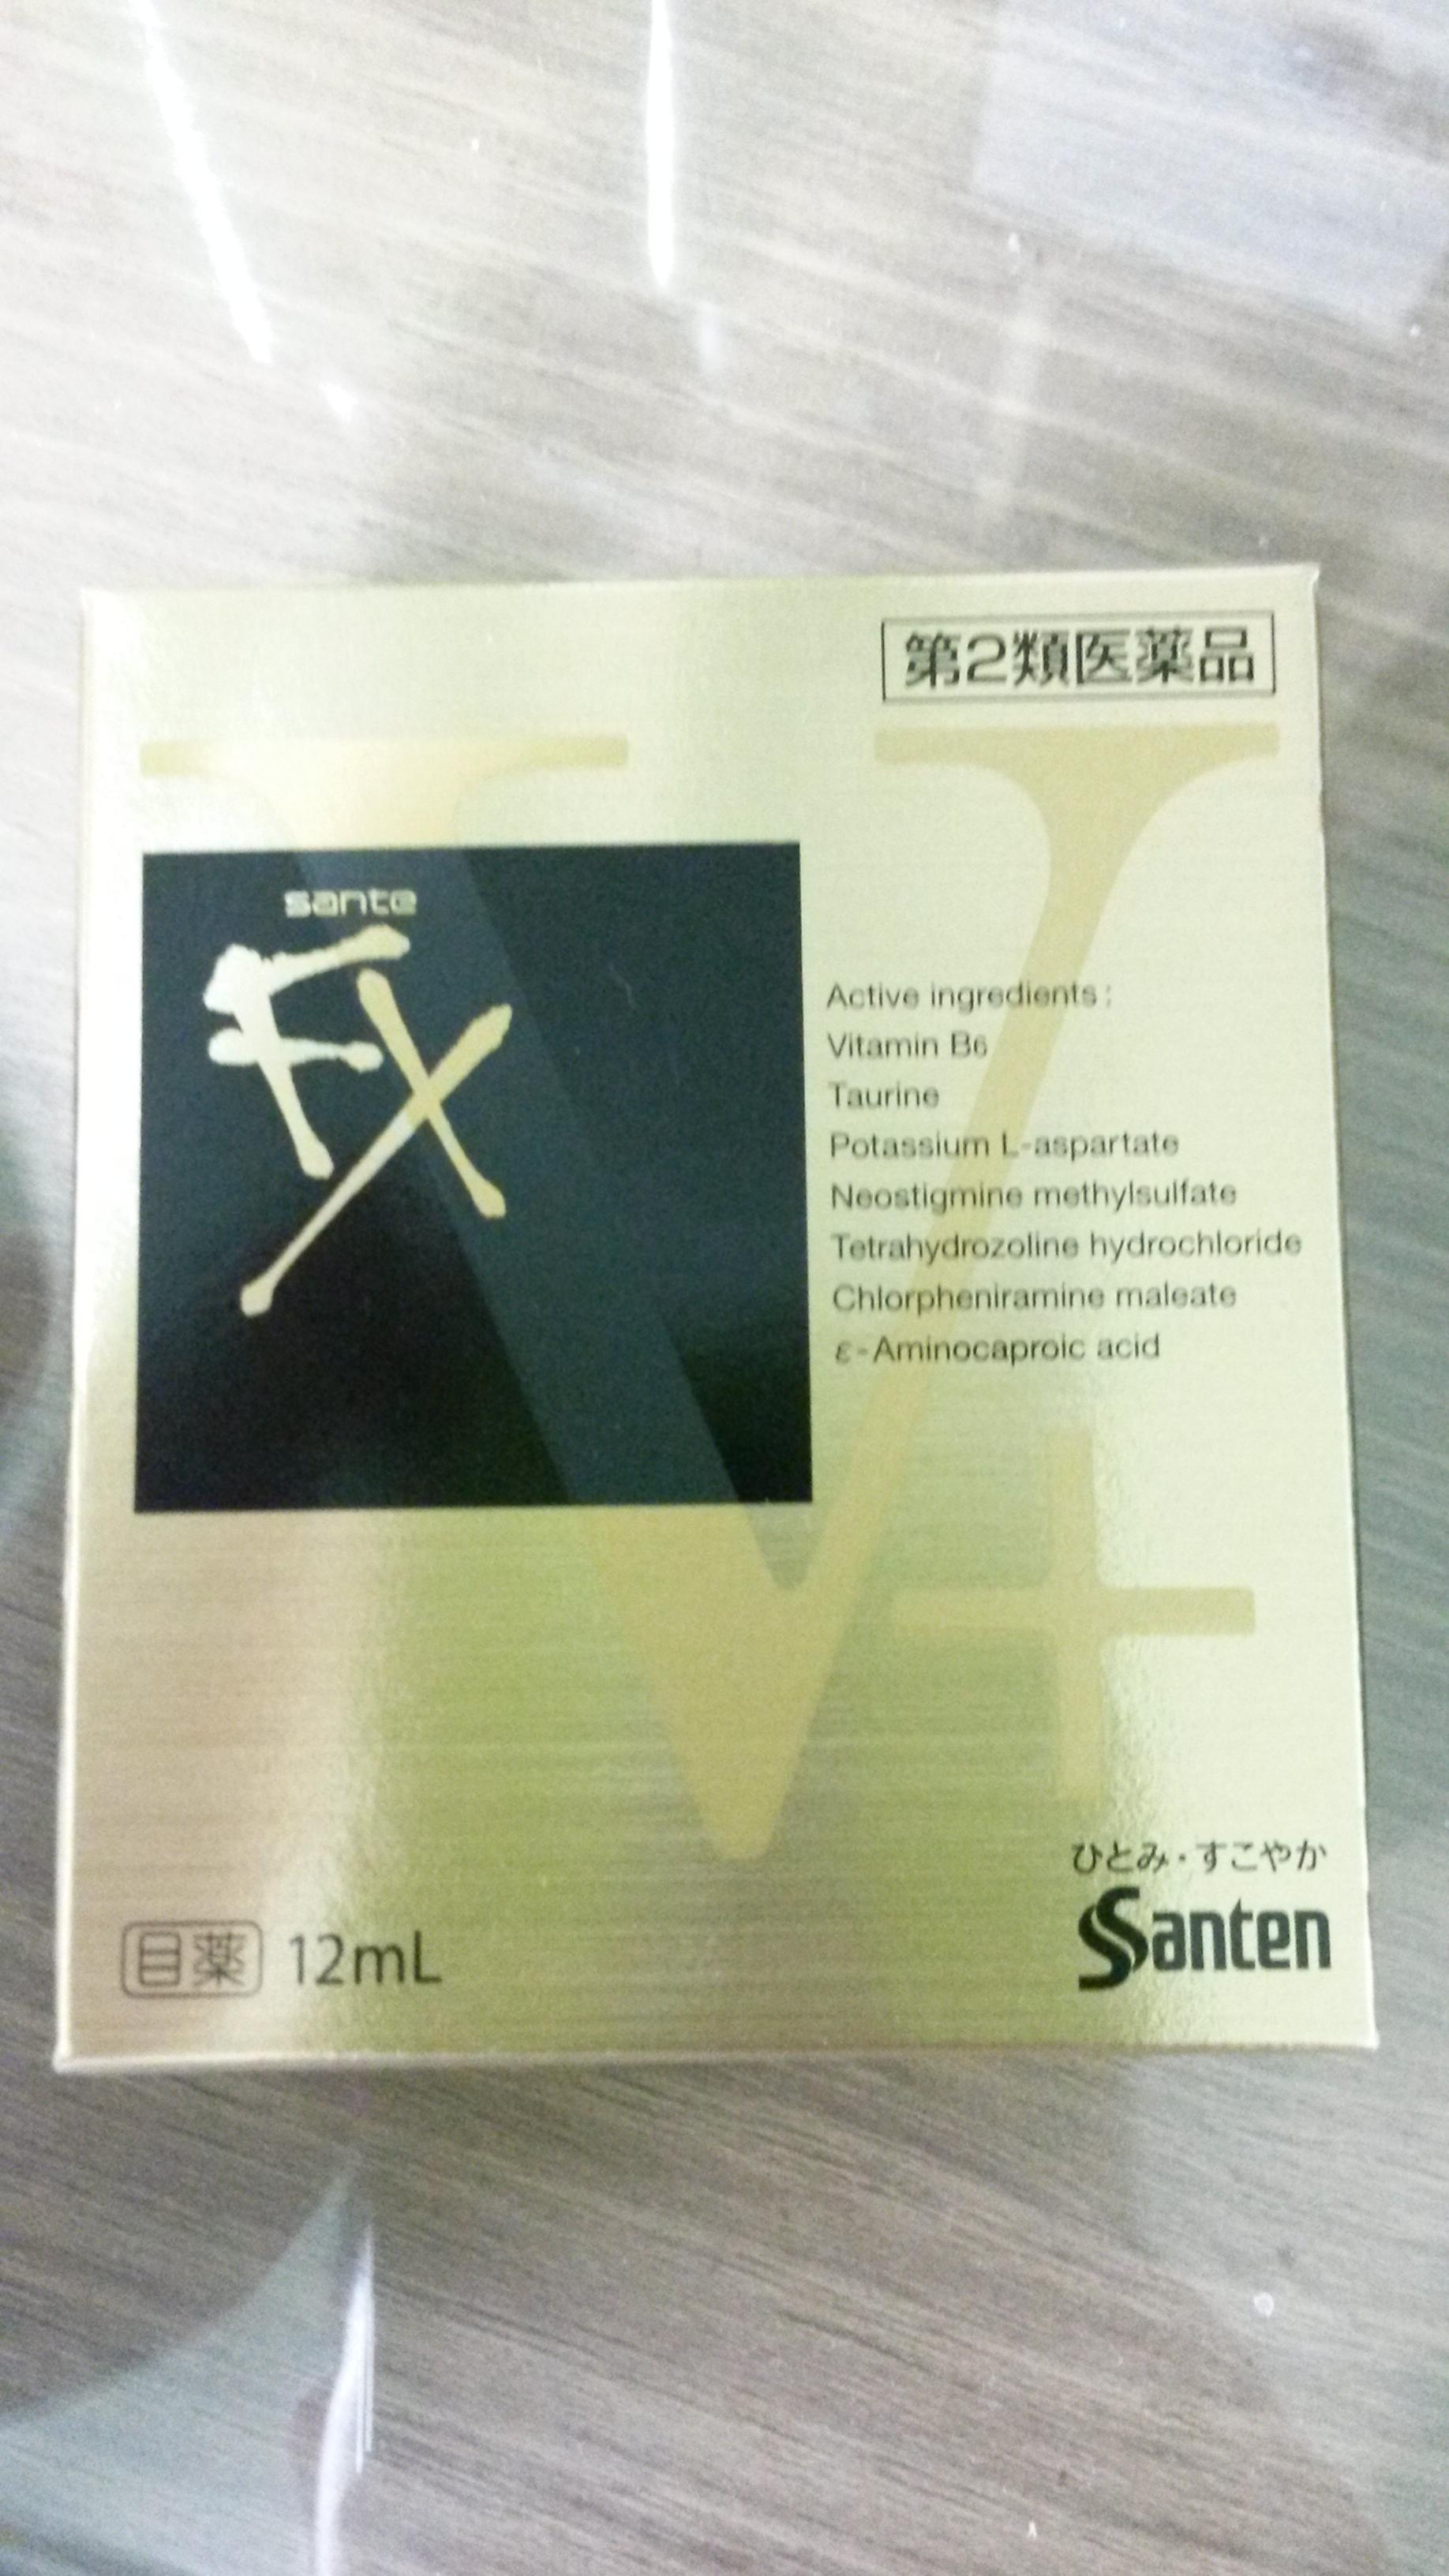 第2類医薬品
sante
FX
V+
Active ingredients:
Vitamin B6
Taurine
Potassium L-aspartate
Neostigmine methylsulfate
Tetrahydrozoline hydrochloride
Chlorpheniramine maleate
ε-Aminocaproic acid
ひとみ・すこやか
Santen
目薬 12mL